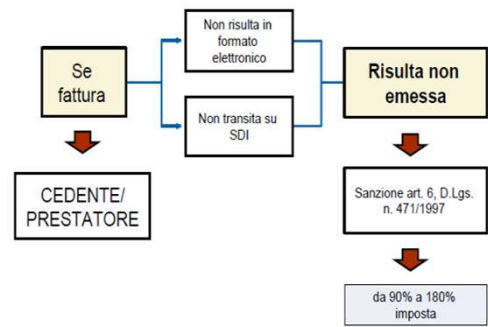 Se
fattura
Non risulta in
formato
elettronico
Non transita su
SDI
Risulta non
emessa
CEDENTE/
PRESTATORE
Sanzione art. 6, D.Lgs.
n. 471/1997
da 90% a 180%
imposta